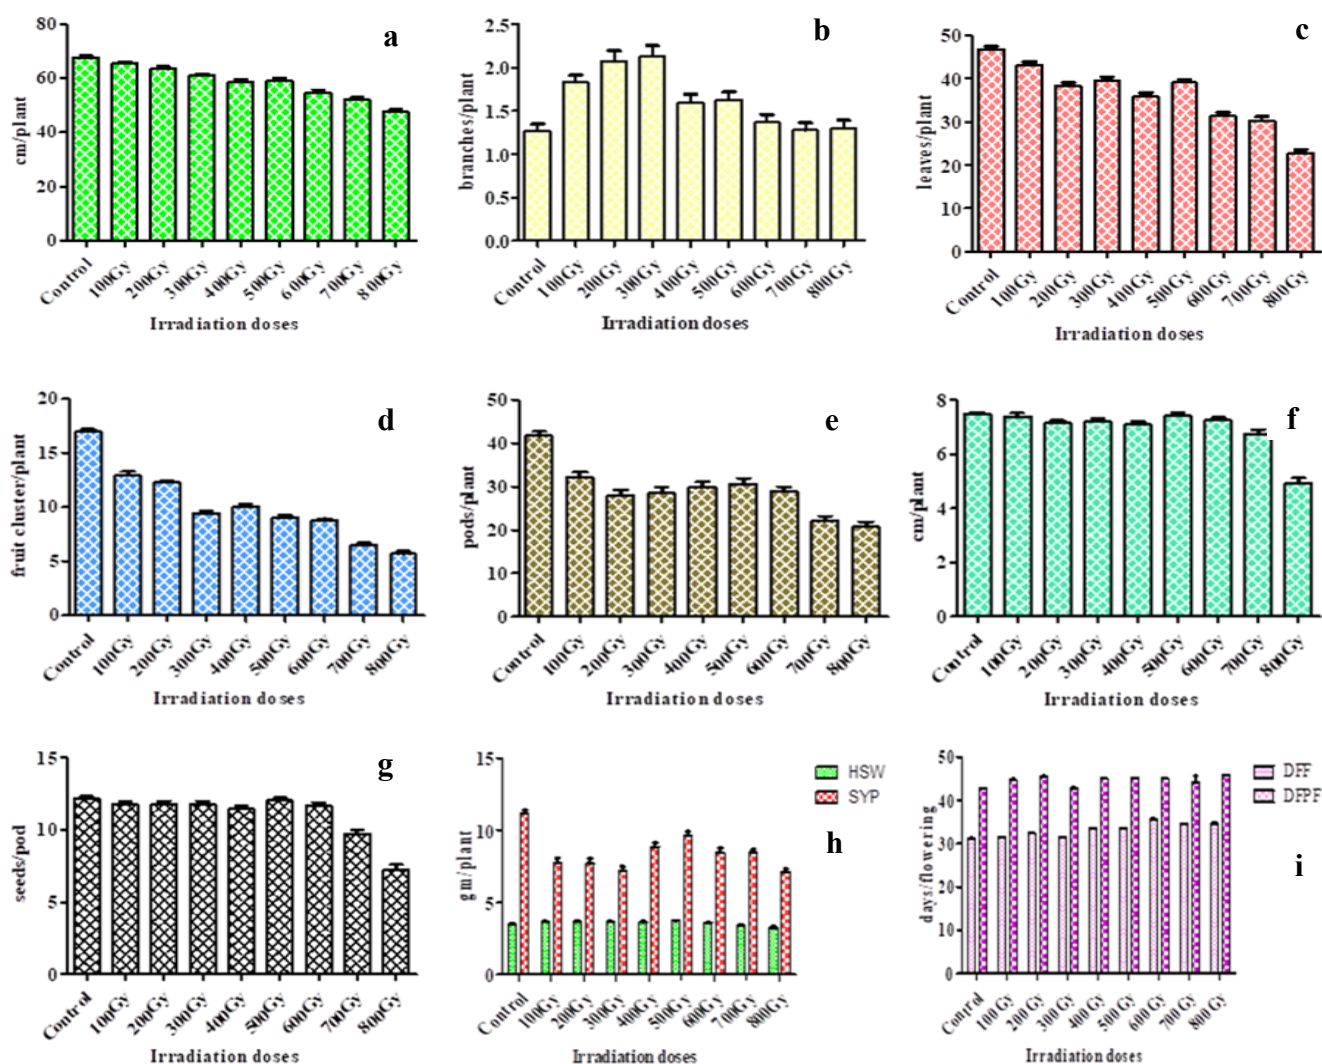 a
cm/plant
80
60
40
20
0
Control
100Gy
200Gy
300Gy
400Gy
500Gy
600Gy
700Gy
800Gy
Irradiation doses
b
branches/plant
2.5
2.0
1.5
1.0
0.5
0.0
Control
100Gy
200Gy
300Gy
400Gy
500Gy
600Gy
700Gy
800Gy
Irradiation doses
c
leaves/plant
50
40
30
20
10
0
Control
100Gy
200Gy
300Gy
400Gy
500Gy
600Gy
700Gy
800Gy
Irradiation doses
d
fruit cluster/plant
20
15
10
5
0
Control
100Gy
200Gy
300Gy
400Gy
500Gy
600Gy
700Gy
800Gy
Irradiation doses
e
pods/plant
50
40
30
20
10
0
Control
100Gy
200Gy
300Gy
400Gy
500Gy
600Gy
700Gy
800Gy
Irradiation doses
f
cm/plant
8
6
4
2
0
Control
100Gy
200Gy
300Gy
400Gy
500Gy
600Gy
700Gy
800Gy
Irradiation doses
g
seeds/pod
15
10
5
0
Control
100Gy
200Gy
300Gy
400Gy
500Gy
600Gy
700Gy
800Gy
Irradiation doses
h
gm/plant
15
10
5
0
HSW
SYP
Control
100Gy
200Gy
300Gy
400Gy
500Gy
600Gy
700Gy
800Gy
Irradiation doses
i
days/flowering
50
40
30
20
10
0
DFF
DFPF
Control
100 Gy
200 Gy
300 Gy
400 Gy
500 Gy
600 Gy
700 Gy
800 Gy
Irradiation doses